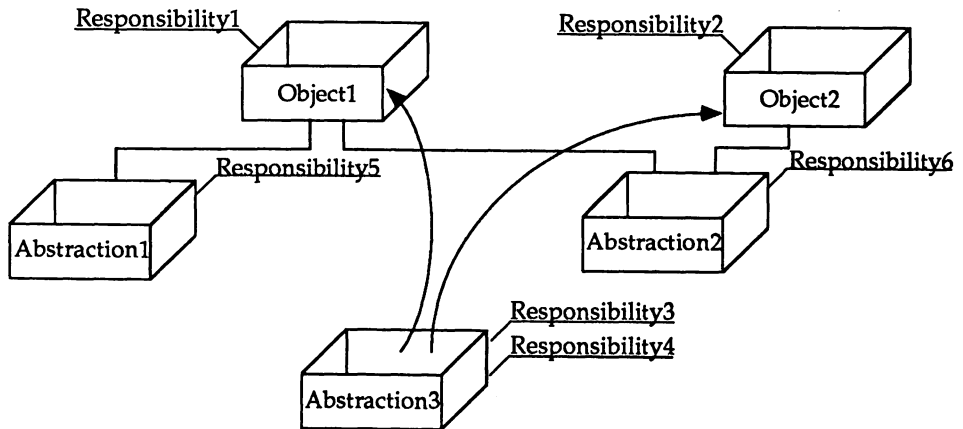 Responsibility1
Responsibility2
Object1
Object2
Responsibility5
Responsibility6
Abstraction1
Abstraction2
Responsibility3
Responsibility4
Abstraction3